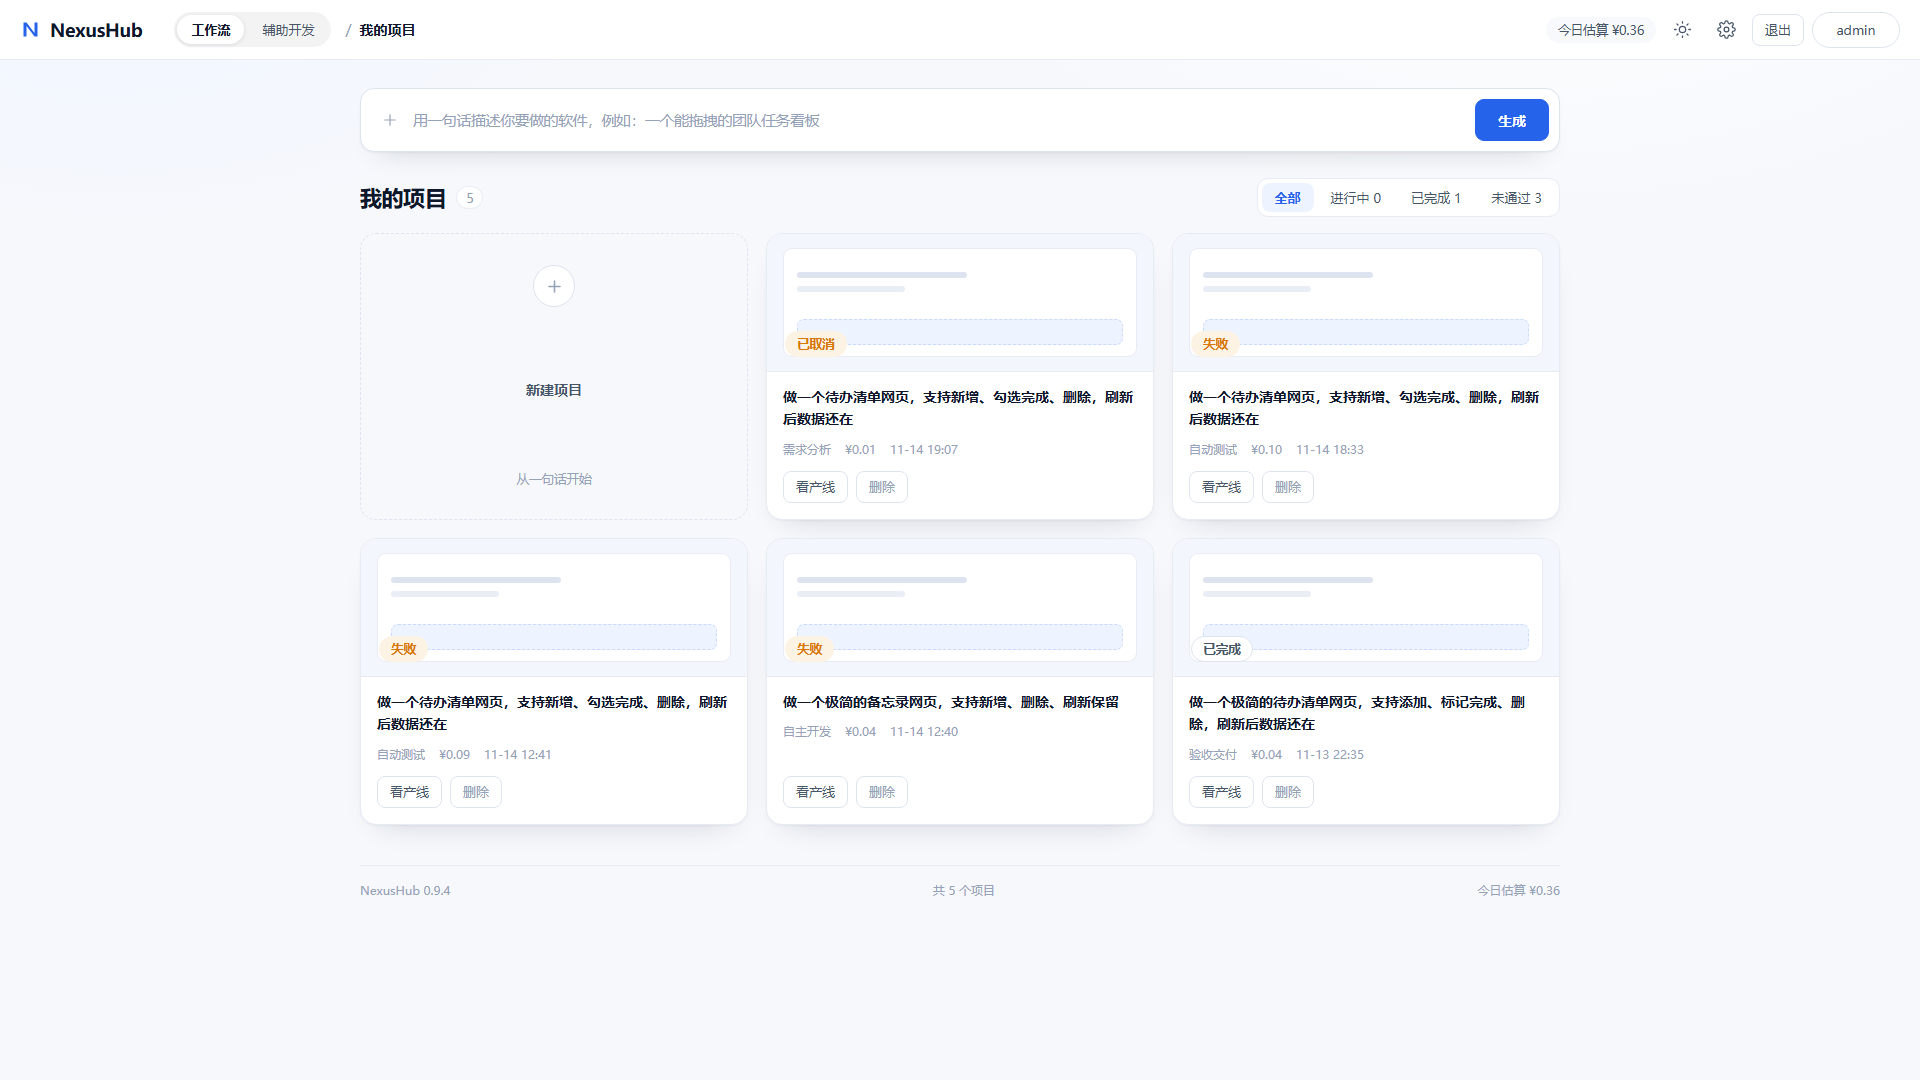 NexusHub
工作流
辅助开发
/ 我的项目
今日估算 ¥0.36
退出
admin
用一句话描述你要做的软件，例如：一个能拖拽的团队任务看板
生成
我的项目 5
全部
进行中 0
已完成 1
未通过 3
新建项目
从一句话开始
已取消
做一个待办清单网页，支持新增、勾选完成、删除，刷新
后数据还在
需求分析 ¥0.01 11-14 19:07
看产线
删除
失败
做一个待办清单网页，支持新增、勾选完成、删除，刷新
后数据还在
自动测试 ¥0.10 11-14 18:33
看产线
删除
失败
做一个待办清单网页，支持新增、勾选完成、删除，刷新
后数据还在
自动测试 ¥0.09 11-14 12:41
看产线
删除
失败
做一个极简的备忘录网页，支持新增、删除、刷新保留
自主开发 ¥0.04 11-14 12:40
看产线
删除
已完成
做一个极简的待办清单网页，支持添加、标记完成、删
除，刷新后数据还在
验收交付 ¥0.04 11-13 22:35
看产线
删除
NexusHub 0.9.4
共 5 个项目
今日估算 ¥0.36